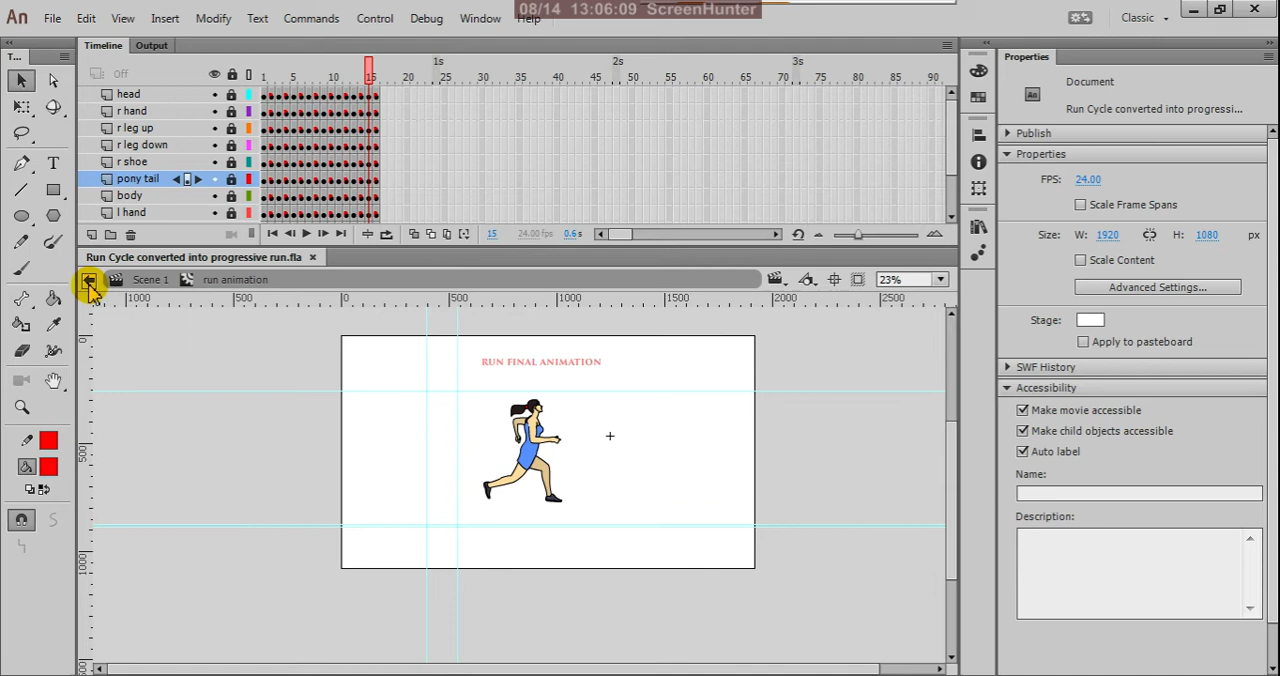 08/14 13:06:09 ScreenHunter
An File Edit View Insert Modify Text Commands Control Debug Window Help Classic
T...
Timeline Output
Off
1s 2s 3s
1 5 10 15 20 25 30 35 40 45 50 55 60 65 70 75 80 85 90
head
r hand
r leg up
r leg down
r shoe
pony tail
body
l hand
15 24.00 fps 0.6s
Run Cycle converted into progressive run.fla
Scene 1 run animation 23%
1000 500 0 500 1000 1500 2000 2500
0
500
1000
RUN FINAL ANIMATION
Properties
Document
An
Run Cycle converted into progressi...
Publish
Properties
FPS: 24.00
Scale Frame Spans
Size: W: 1920 H: 1080 px
Scale Content
Advanced Settings...
Stage:
Apply to pasteboard
SWF History
Accessibility
Make movie accessible
Make child objects accessible
Auto label
Name:
Description: